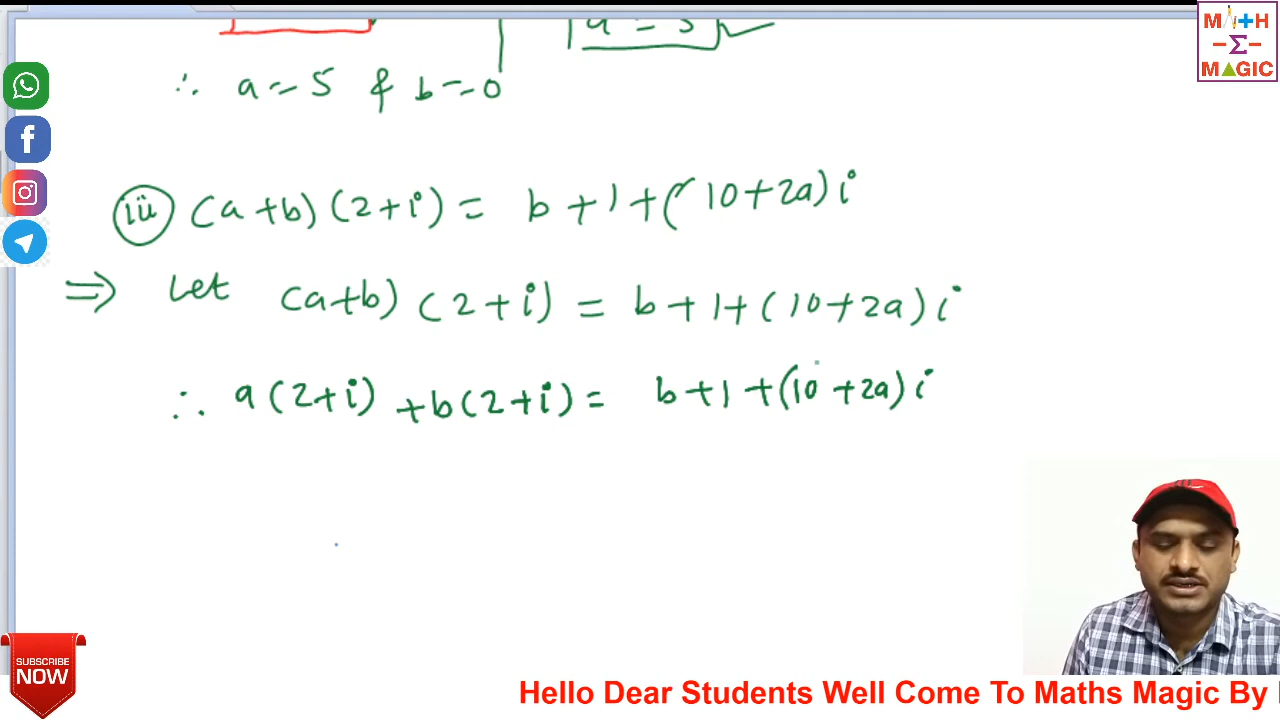 MATH
-Σ-
MAGIC
a = 5
∴ a = 5 & b = 0
iii (a+b)(2+i) = b+1+(10+2a)i
⇒ Let (a+b)(2+i) = b+1+(10+2a)i
∴ a(2+i)+b(2+i) = b+1+(10+2a)i
SUBSCRIBE
NOW
Hello Dear Students Well Come To Maths Magic By